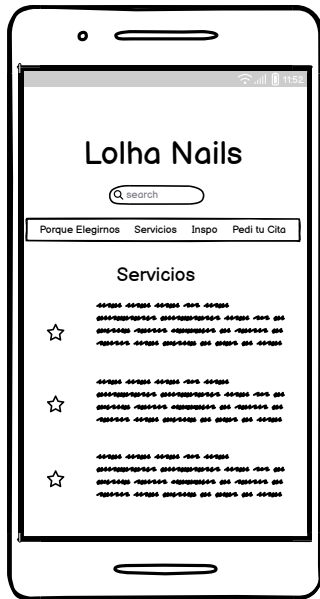 11:52
Lolha Nails
search
Porque Elegirnos Servicios Inspo Pedi tu Cita
Servicios